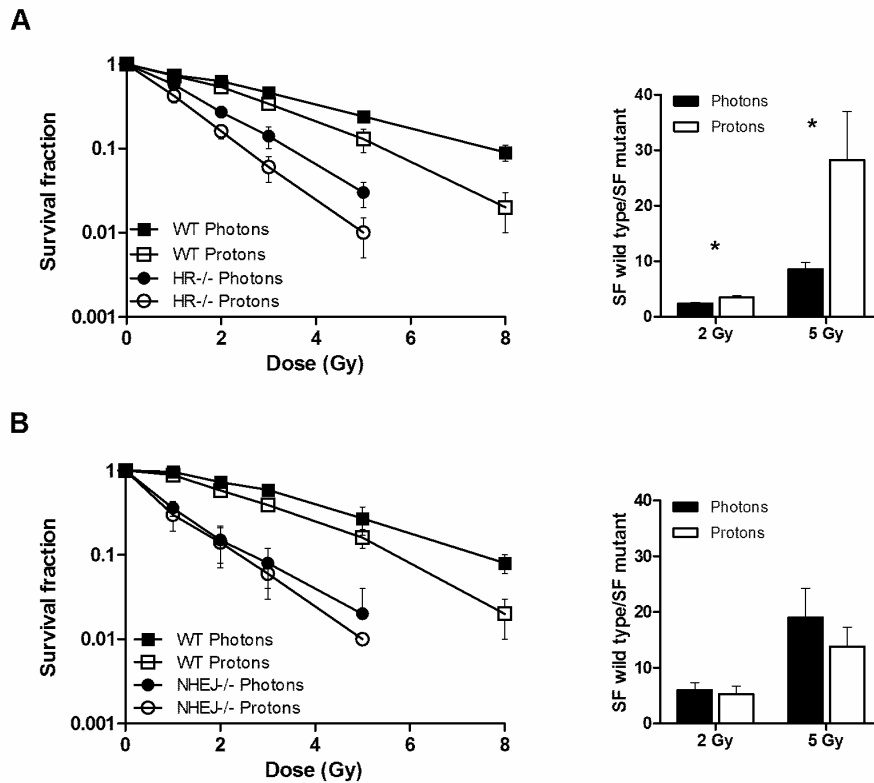 A
Survival fraction
1
0.1
0.01
0.001
WT Photons
WT Protons
HR-/- Photons
HR-/- Protons
0
2
4
6
8
Dose (Gy)
SF wild type/SF mutant
40
30
20
10
0
Photons
Protons
*
*
2 Gy
5 Gy
B
Survival fraction
1
0.1
0.01
0.001
WT Photons
WT Protons
NHEJ-/- Photons
NHEJ-/- Protons
0
2
4
6
8
Dose (Gy)
SF wild type/SF mutant
40
30
20
10
0
Photons
Protons
2 Gy
5 Gy